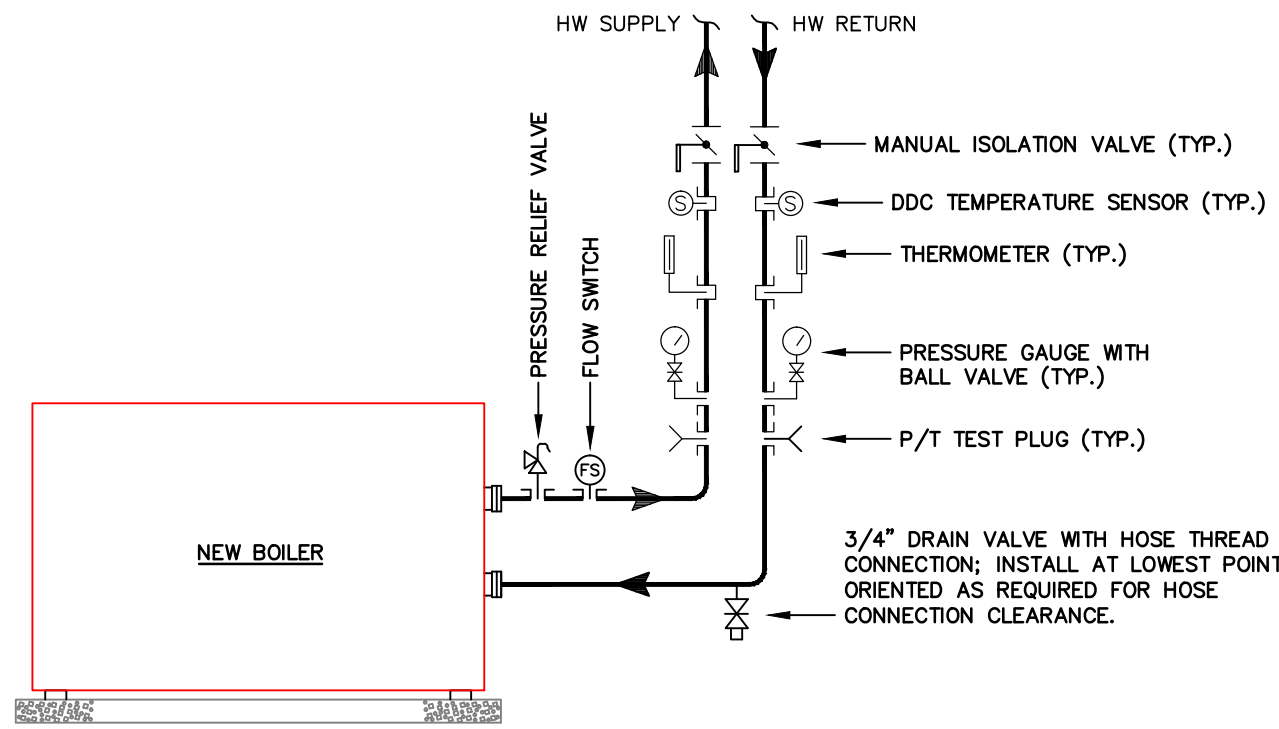 HW SUPPLY
HW RETURN
PRESSURE RELIEF VALVE
FLOW SWITCH
MANUAL ISOLATION VALVE (TYP.)
S
S
DDC TEMPERATURE SENSOR (TYP.)
THERMOMETER (TYP.)
PRESSURE GAUGE WITH
BALL VALVE (TYP.)
P/T TEST PLUG (TYP.)
FS
NEW BOILER
3/4" DRAIN VALVE WITH HOSE THREAD
CONNECTION; INSTALL AT LOWEST POINT
ORIENTED AS REQUIRED FOR HOSE
CONNECTION CLEARANCE.